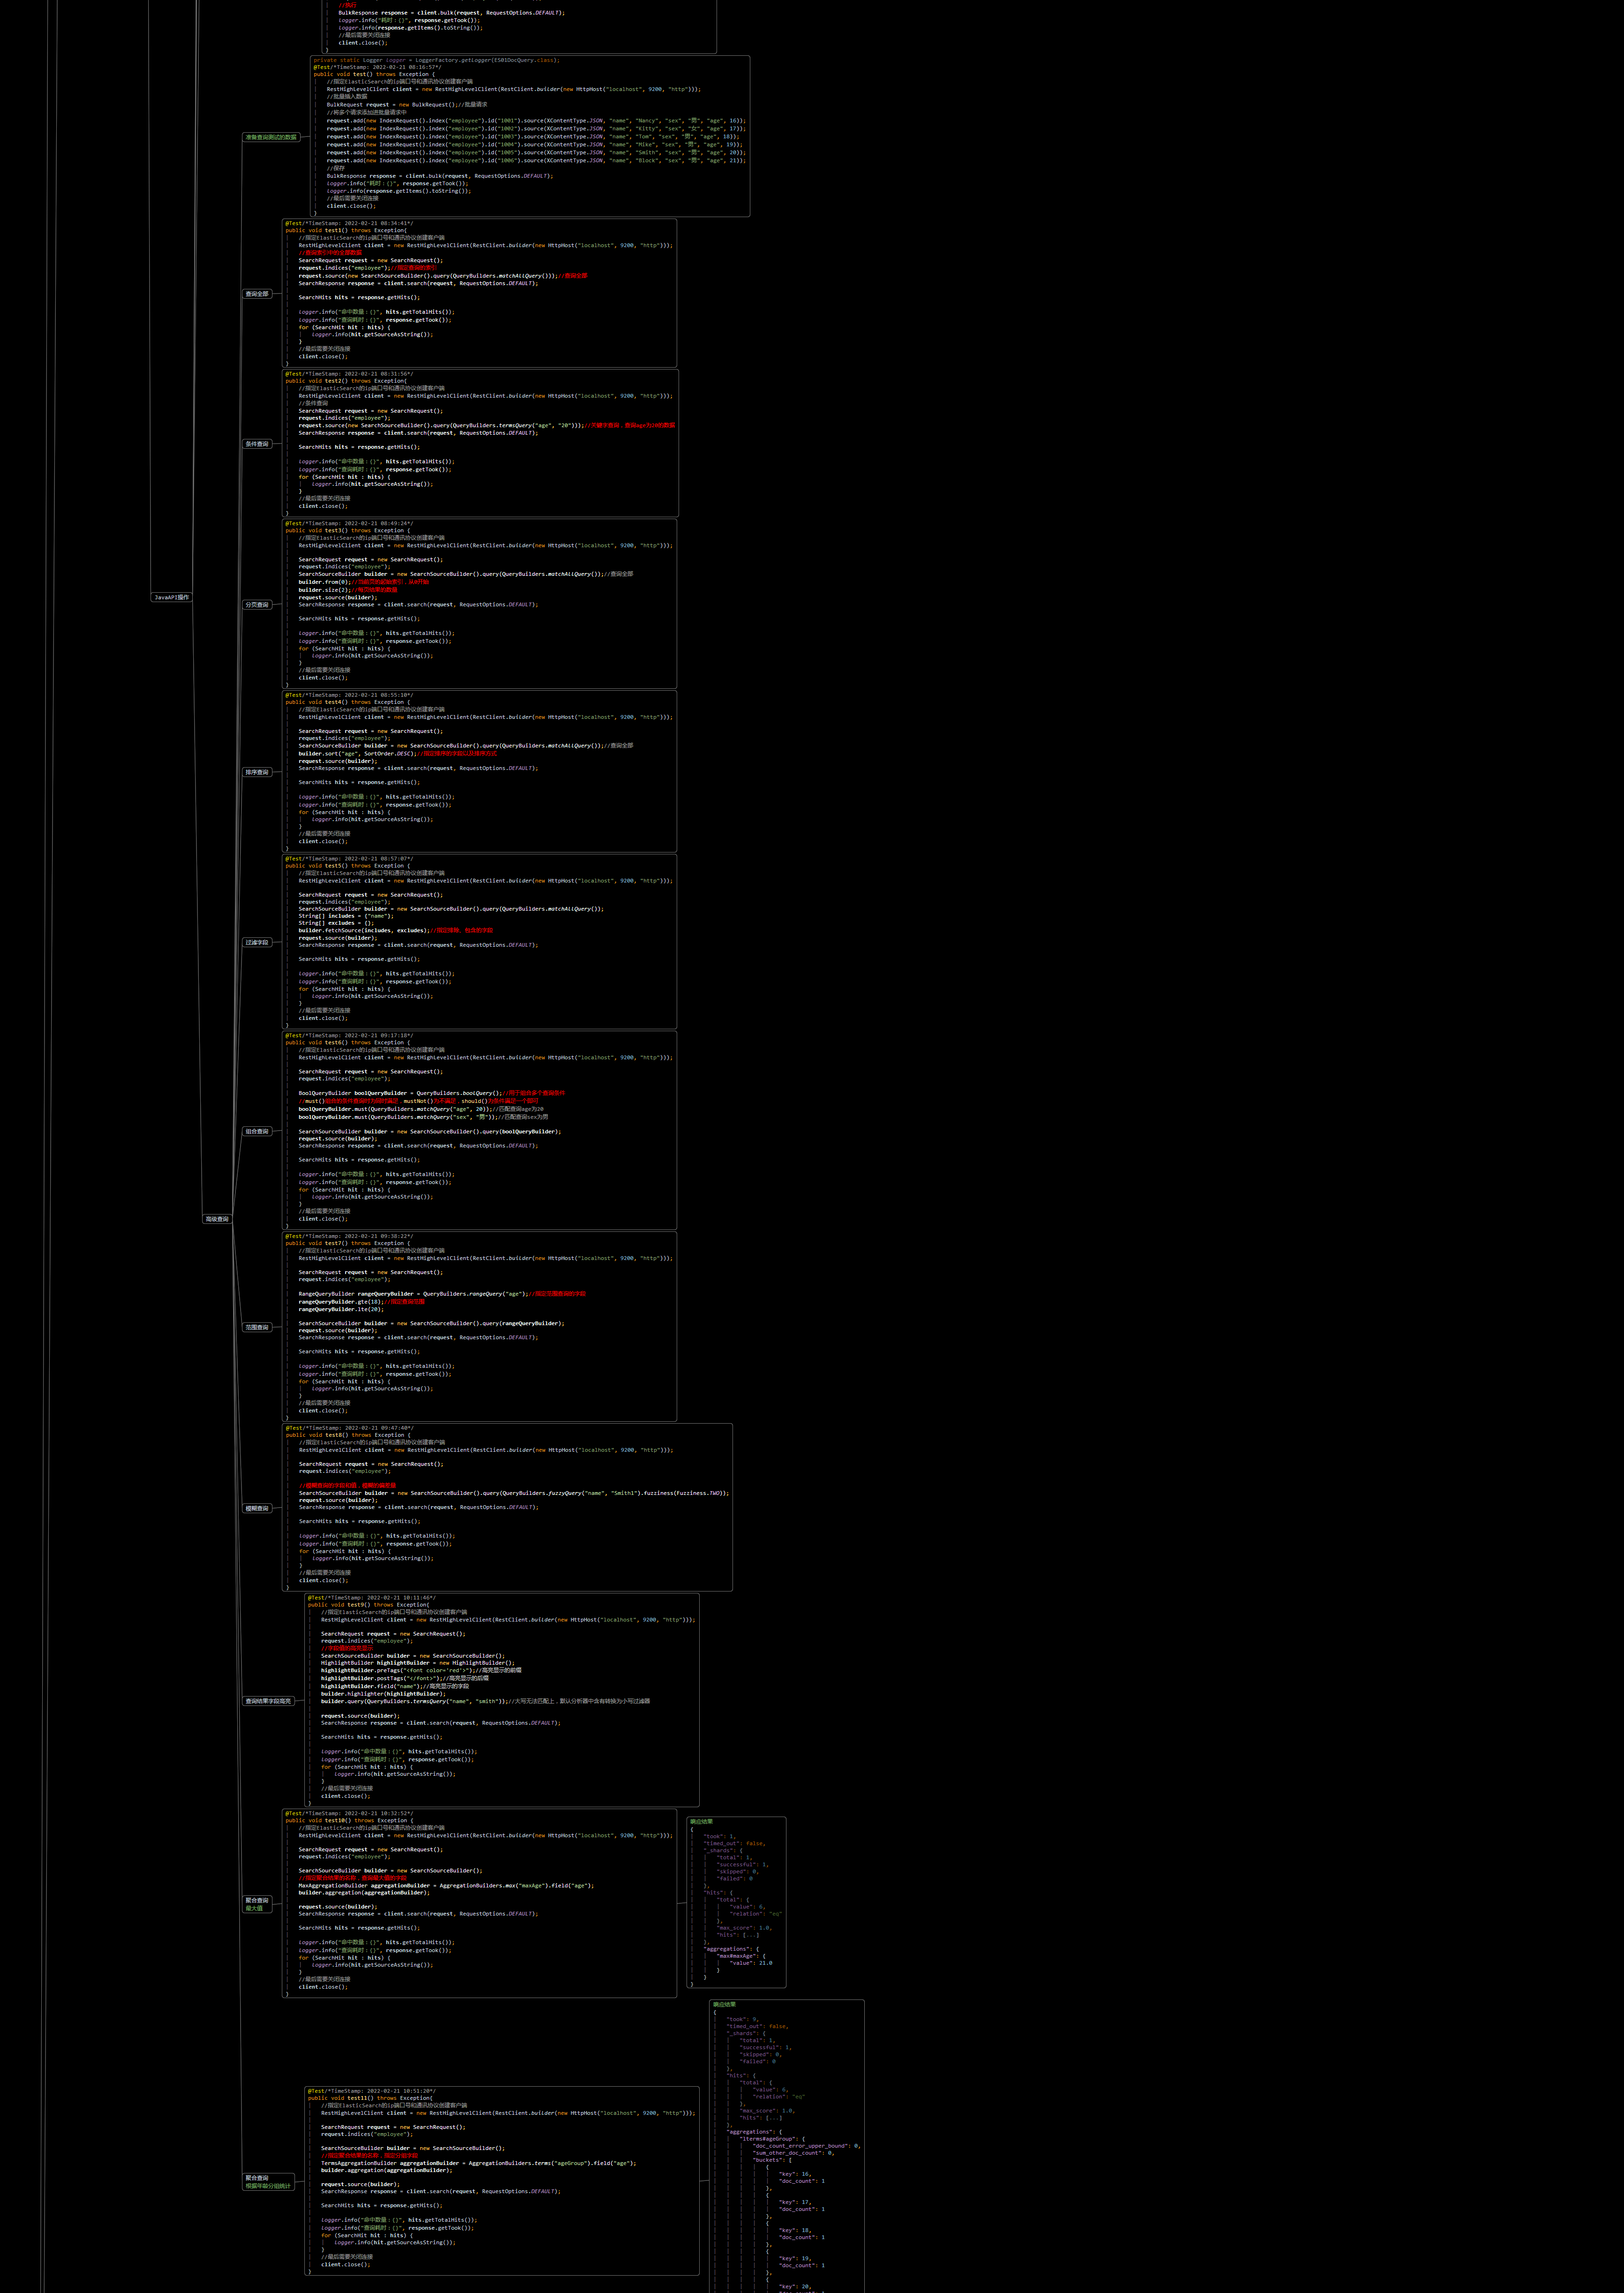 //执行
BulkResponse response = client.bulk(request, RequestOptions.DEFAULT);
Logger.info("耗时：{}", response.getTook());
Logger.info(response.getItems().toString());
//最后需要关闭连接
client.close();
}
JavaAPI操作
高级查询
准备查询测试的数据
private static Logger logger = LoggerFactory.getLogger(ES01DocQuery.class);
@Test/*TimeStamp: 2022-02-21 08:16:57*/
public void test() throws Exception {
//指定ElasticSearch的ip端口号和通讯协议创建客户端
RestHighLevelClient client = new RestHighLevelClient(RestClient.builder(new HttpHost("localhost", 9200, "http")));
//批量插入数据
BulkRequest request = new BulkRequest();//批量请求
//将多个请求添加进批量请求中
request.add(new IndexRequest().index("employee").id("1001").source(XContentType.JSON, "name", "Nancy", "sex", "男", "age", 16));
request.add(new IndexRequest().index("employee").id("1002").source(XContentType.JSON, "name", "Kitty", "sex", "女", "age", 17));
request.add(new IndexRequest().index("employee").id("1003").source(XContentType.JSON, "name", "Tom", "sex", "男", "age", 18));
request.add(new IndexRequest().index("employee").id("1004").source(XContentType.JSON, "name", "Mike", "sex", "男", "age", 19));
request.add(new IndexRequest().index("employee").id("1005").source(XContentType.JSON, "name", "Smith", "sex", "男", "age", 20));
request.add(new IndexRequest().index("employee").id("1006").source(XContentType.JSON, "name", "Block", "sex", "男", "age", 21));
//保存
BulkResponse response = client.bulk(request, RequestOptions.DEFAULT);
Logger.info("耗时：{}", response.getTook());
Logger.info(response.getItems().toString());
//最后需要关闭连接
client.close();
}
查询全部
@Test/*TimeStamp: 2022-02-21 08:34:41*/
public void test1() throws Exception{
//指定ElasticSearch的ip端口号和通讯协议创建客户端
RestHighLevelClient client = new RestHighLevelClient(RestClient.builder(new HttpHost("localhost", 9200, "http")));
//查询索引中的全部数据
SearchRequest request = new SearchRequest();
request.indices("employee");//指定查询的索引
request.source(new SearchSourceBuilder().query(QueryBuilders.matchAllQuery()));//查询全部
SearchResponse response = client.search(request, RequestOptions.DEFAULT);
SearchHits hits = response.getHits();
Logger.info("命中数量：{}", hits.getTotalHits());
Logger.info("查询耗时：{}", response.getTook());
for (SearchHit hit : hits) {
Logger.info(hit.getSourceAsString());
}
//最后需要关闭连接
client.close();
}
条件查询
@Test/*TimeStamp: 2022-02-21 08:31:56*/
public void test2() throws Exception{
//指定ElasticSearch的ip端口号和通讯协议创建客户端
RestHighLevelClient client = new RestHighLevelClient(RestClient.builder(new HttpHost("localhost", 9200, "http")));
//条件查询
SearchRequest request = new SearchRequest();
request.indices("employee");
request.source(new SearchSourceBuilder().query(QueryBuilders.termsQuery("age", "20")));//关键字查询，查询age为20的数据
SearchResponse response = client.search(request, RequestOptions.DEFAULT);
SearchHits hits = response.getHits();
Logger.info("命中数量：{}", hits.getTotalHits());
Logger.info("查询耗时：{}", response.getTook());
for (SearchHit hit : hits) {
Logger.info(hit.getSourceAsString());
}
//最后需要关闭连接
client.close();
}
分页查询
@Test/*TimeStamp: 2022-02-21 08:49:24*/
public void test3() throws Exception {
//指定ElasticSearch的ip端口号和通讯协议创建客户端
RestHighLevelClient client = new RestHighLevelClient(RestClient.builder(new HttpHost("localhost", 9200, "http")));
SearchRequest request = new SearchRequest();
request.indices("employee");
SearchSourceBuilder builder = new SearchSourceBuilder().query(QueryBuilders.matchAllQuery());//查询全部
builder.from(0);//当前页的起始索引，从0开始
builder.size(2);//每页结果的数量
request.source(builder);
SearchResponse response = client.search(request, RequestOptions.DEFAULT);
SearchHits hits = response.getHits();
Logger.info("命中数量：{}", hits.getTotalHits());
Logger.info("查询耗时：{}", response.getTook());
for (SearchHit hit : hits) {
Logger.info(hit.getSourceAsString());
}
//最后需要关闭连接
client.close();
}
排序查询
@Test/*TimeStamp: 2022-02-21 08:55:10*/
public void test4() throws Exception {
//指定ElasticSearch的ip端口号和通讯协议创建客户端
RestHighLevelClient client = new RestHighLevelClient(RestClient.builder(new HttpHost("localhost", 9200, "http")));
SearchRequest request = new SearchRequest();
request.indices("employee");
SearchSourceBuilder builder = new SearchSourceBuilder().query(QueryBuilders.matchAllQuery());//查询全部
builder.sort("age", SortOrder.DESC);//指定排序的字段以及排序方式
request.source(builder);
SearchResponse response = client.search(request, RequestOptions.DEFAULT);
SearchHits hits = response.getHits();
Logger.info("命中数量：{}", hits.getTotalHits());
Logger.info("查询耗时：{}", response.getTook());
for (SearchHit hit : hits) {
Logger.info(hit.getSourceAsString());
}
//最后需要关闭连接
client.close();
}
过滤字段
@Test/*TimeStamp: 2022-02-21 08:57:07*/
public void test5() throws Exception {
//指定ElasticSearch的ip端口号和通讯协议创建客户端
RestHighLevelClient client = new RestHighLevelClient(RestClient.builder(new HttpHost("localhost", 9200, "http")));
SearchRequest request = new SearchRequest();
request.indices("employee");
SearchSourceBuilder builder = new SearchSourceBuilder().query(QueryBuilders.matchAllQuery());
String[] includes = {"name"};
String[] excludes = {};
builder.fetchSource(includes, excludes);//指定排除、包含的字段
request.source(builder);
SearchResponse response = client.search(request, RequestOptions.DEFAULT);
SearchHits hits = response.getHits();
Logger.info("命中数量：{}", hits.getTotalHits());
Logger.info("查询耗时：{}", response.getTook());
for (SearchHit hit : hits) {
Logger.info(hit.getSourceAsString());
}
//最后需要关闭连接
client.close();
}
组合查询
@Test/*TimeStamp: 2022-02-21 09:17:18*/
public void test6() throws Exception {
//指定ElasticSearch的ip端口号和通讯协议创建客户端
RestHighLevelClient client = new RestHighLevelClient(RestClient.builder(new HttpHost("localhost", 9200, "http")));
SearchRequest request = new SearchRequest();
request.indices("employee");
BoolQueryBuilder boolQueryBuilder = QueryBuilders.boolQuery();//用于组合多个查询条件
//must()组合的条件查询时为同时满足，mustNot()为不满足，should()为条件满足一个即可
boolQueryBuilder.must(QueryBuilders.matchQuery("age", 20));//匹配查询age为20
boolQueryBuilder.must(QueryBuilders.matchQuery("sex", "男"));//匹配查询sex为男
SearchSourceBuilder builder = new SearchSourceBuilder().query(boolQueryBuilder);
request.source(builder);
SearchResponse response = client.search(request, RequestOptions.DEFAULT);
SearchHits hits = response.getHits();
Logger.info("命中数量：{}", hits.getTotalHits());
Logger.info("查询耗时：{}", response.getTook());
for (SearchHit hit : hits) {
Logger.info(hit.getSourceAsString());
}
//最后需要关闭连接
client.close();
}
范围查询
@Test/*TimeStamp: 2022-02-21 09:38:22*/
public void test7() throws Exception {
//指定ElasticSearch的ip端口号和通讯协议创建客户端
RestHighLevelClient client = new RestHighLevelClient(RestClient.builder(new HttpHost("localhost", 9200, "http")));
SearchRequest request = new SearchRequest();
request.indices("employee");
RangeQueryBuilder rangeQueryBuilder = QueryBuilders.rangeQuery("age");//指定范围查询的字段
rangeQueryBuilder.gte(18);//指定查询范围
rangeQueryBuilder.lte(20);
SearchSourceBuilder builder = new SearchSourceBuilder().query(rangeQueryBuilder);
request.source(builder);
SearchResponse response = client.search(request, RequestOptions.DEFAULT);
SearchHits hits = response.getHits();
Logger.info("命中数量：{}", hits.getTotalHits());
Logger.info("查询耗时：{}", response.getTook());
for (SearchHit hit : hits) {
Logger.info(hit.getSourceAsString());
}
//最后需要关闭连接
client.close();
}
模糊查询
@Test/*TimeStamp: 2022-02-21 09:47:40*/
public void test8() throws Exception {
//指定ElasticSearch的ip端口号和通讯协议创建客户端
RestHighLevelClient client = new RestHighLevelClient(RestClient.builder(new HttpHost("localhost", 9200, "http")));
SearchRequest request = new SearchRequest();
request.indices("employee");
SearchSourceBuilder builder = new SearchSourceBuilder().query(QueryBuilders.fuzzyQuery("name", "Smith1").fuzziness(Fuzziness.TWO));
request.source(builder);
SearchResponse response = client.search(request, RequestOptions.DEFAULT);
SearchHits hits = response.getHits();
Logger.info("命中数量：{}", hits.getTotalHits());
Logger.info("查询耗时：{}", response.getTook());
for (SearchHit hit : hits) {
Logger.info(hit.getSourceAsString());
}
//最后需要关闭连接
client.close();
}
查询结果字段高亮
@Test/*TimeStamp: 2022-02-21 10:11:46*/
public void test9() throws Exception{
//指定ElasticSearch的ip端口号和通讯协议创建客户端
RestHighLevelClient client = new RestHighLevelClient(RestClient.builder(new HttpHost("localhost", 9200, "http")));
SearchRequest request = new SearchRequest();
request.indices("employee");
//字段值的高亮显示
SearchSourceBuilder builder = new SearchSourceBuilder();
HighlightBuilder highlightBuilder = new HighlightBuilder();
highlightBuilder.preTags("<font color='red'>");//高亮显示的前缀
highlightBuilder.postTags("</font>");//高亮显示的后缀
highlightBuilder.field("name");//高亮显示的字段
builder.highlighter(highlightBuilder);
builder.query(QueryBuilders.termsQuery("name", "smith"));//大写无法匹配上，默认分析器中含有转换为小写过滤器
request.source(builder);
SearchResponse response = client.search(request, RequestOptions.DEFAULT);
SearchHits hits = response.getHits();
Logger.info("命中数量：{}", hits.getTotalHits());
Logger.info("查询耗时：{}", response.getTook());
for (SearchHit hit : hits) {
Logger.info(hit.getSourceAsString());
}
//最后需要关闭连接
client.close();
}
聚合查询
最大值
@Test/*TimeStamp: 2022-02-21 10:32:52*/
public void test10() throws Exception {
//指定ElasticSearch的ip端口号和通讯协议创建客户端
RestHighLevelClient client = new RestHighLevelClient(RestClient.builder(new HttpHost("localhost", 9200, "http")));
SearchRequest request = new SearchRequest();
request.indices("employee");
SearchSourceBuilder builder = new SearchSourceBuilder();
//指定聚合结果的名称，查询最大值的字段
MaxAggregationBuilder aggregationBuilder = AggregationBuilders.max("maxAge").field("age");
builder.aggregation(aggregationBuilder);
request.source(builder);
SearchResponse response = client.search(request, RequestOptions.DEFAULT);
SearchHits hits = response.getHits();
Logger.info("命中数量：{}", hits.getTotalHits());
Logger.info("查询耗时：{}", response.getTook());
for (SearchHit hit : hits) {
Logger.info(hit.getSourceAsString());
}
//最后需要关闭连接
client.close();
}
响应结果
{
"took": 1,
"timed_out": false,
"_shards": {
"total": 1,
"successful": 1,
"skipped": 0,
"failed": 0
},
"hits": {
"total": {
"value": 6,
"relation": "eq"
},
"max_score": 1.0,
"hits": [...]
},
"aggregations": {
"max#maxAge": {
"value": 21.0
}
}
}
聚合查询
根据年龄分组统计
@Test/*TimeStamp: 2022-02-21 10:51:20*/
public void test11() throws Exception{
//指定ElasticSearch的ip端口号和通讯协议创建客户端
RestHighLevelClient client = new RestHighLevelClient(RestClient.builder(new HttpHost("localhost", 9200, "http")));
SearchRequest request = new SearchRequest();
request.indices("employee");
SearchSourceBuilder builder = new SearchSourceBuilder();
//指定聚合结果的名称，指定分组字段
TermsAggregationBuilder aggregationBuilder = AggregationBuilders.terms("ageGroup").field("age");
builder.aggregation(aggregationBuilder);
request.source(builder);
SearchResponse response = client.search(request, RequestOptions.DEFAULT);
SearchHits hits = response.getHits();
Logger.info("命中数量：{}", hits.getTotalHits());
Logger.info("查询耗时：{}", response.getTook());
for (SearchHit hit : hits) {
Logger.info(hit.getSourceAsString());
}
//最后需要关闭连接
client.close();
}
响应结果
{
"took": 9,
"timed_out": false,
"_shards": {
"total": 1,
"successful": 1,
"skipped": 0,
"failed": 0
},
"hits": {
"total": {
"value": 6,
"relation": "eq"
},
"max_score": 1.0,
"hits": [...]
},
"aggregations": {
"lterms#ageGroup": {
"doc_count_error_upper_bound": 0,
"sum_other_doc_count": 0,
"buckets": [
{
"key": 16,
"doc_count": 1
},
{
"key": 17,
"doc_count": 1
},
{
"key": 18,
"doc_count": 1
},
{
"key": 19,
"doc_count": 1
},
{
"key": 20,